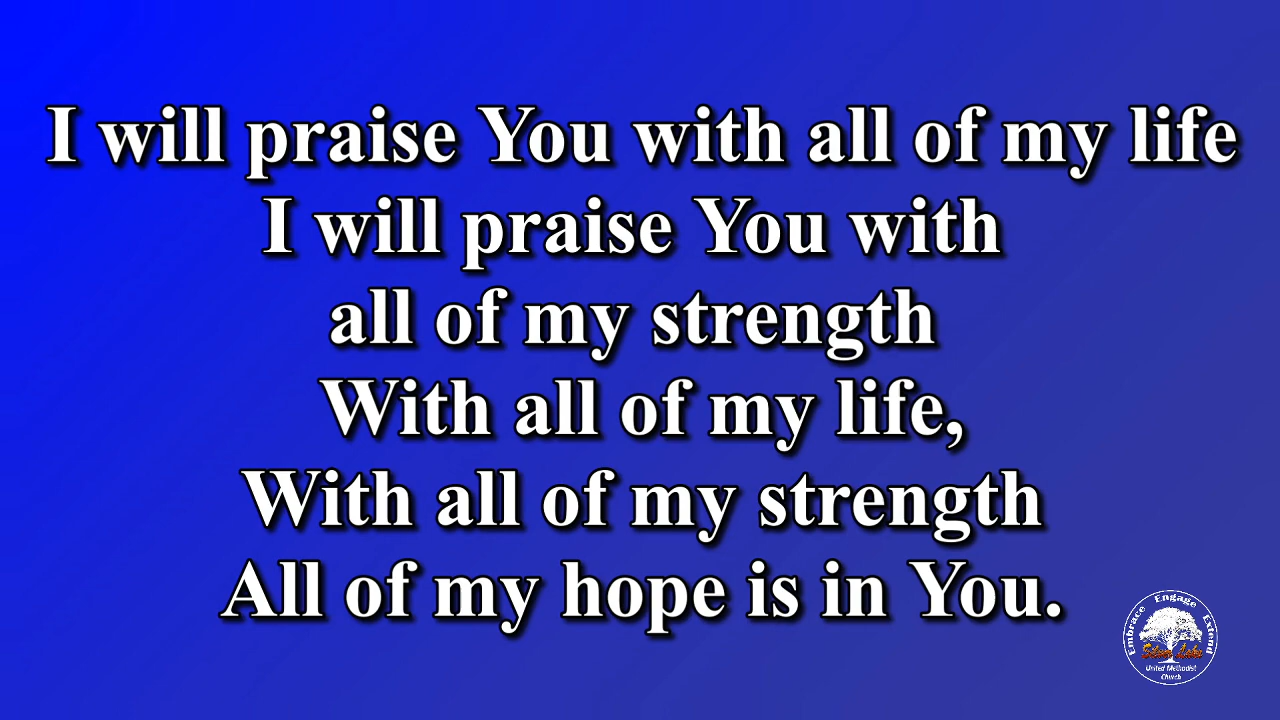 I will praise You with all of my life
I will praise You with
all of my strength
With all of my life,
With all of my strength
All of my hope is in You.
Embrace Engage Extend
United Methodist
Church